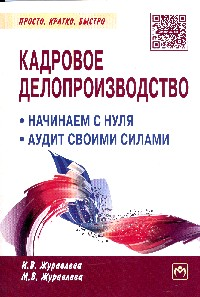 ПРОСТО, КРАТКО, БЫСТРО
КАДРОВОЕ
ДЕЛОПРОИЗВОДСТВО
• НАЧИНАЕМ С НУЛЯ
• АУДИТ СВОИМИ СИЛАМИ
И.В. Журавлева
М.В. Журавлева